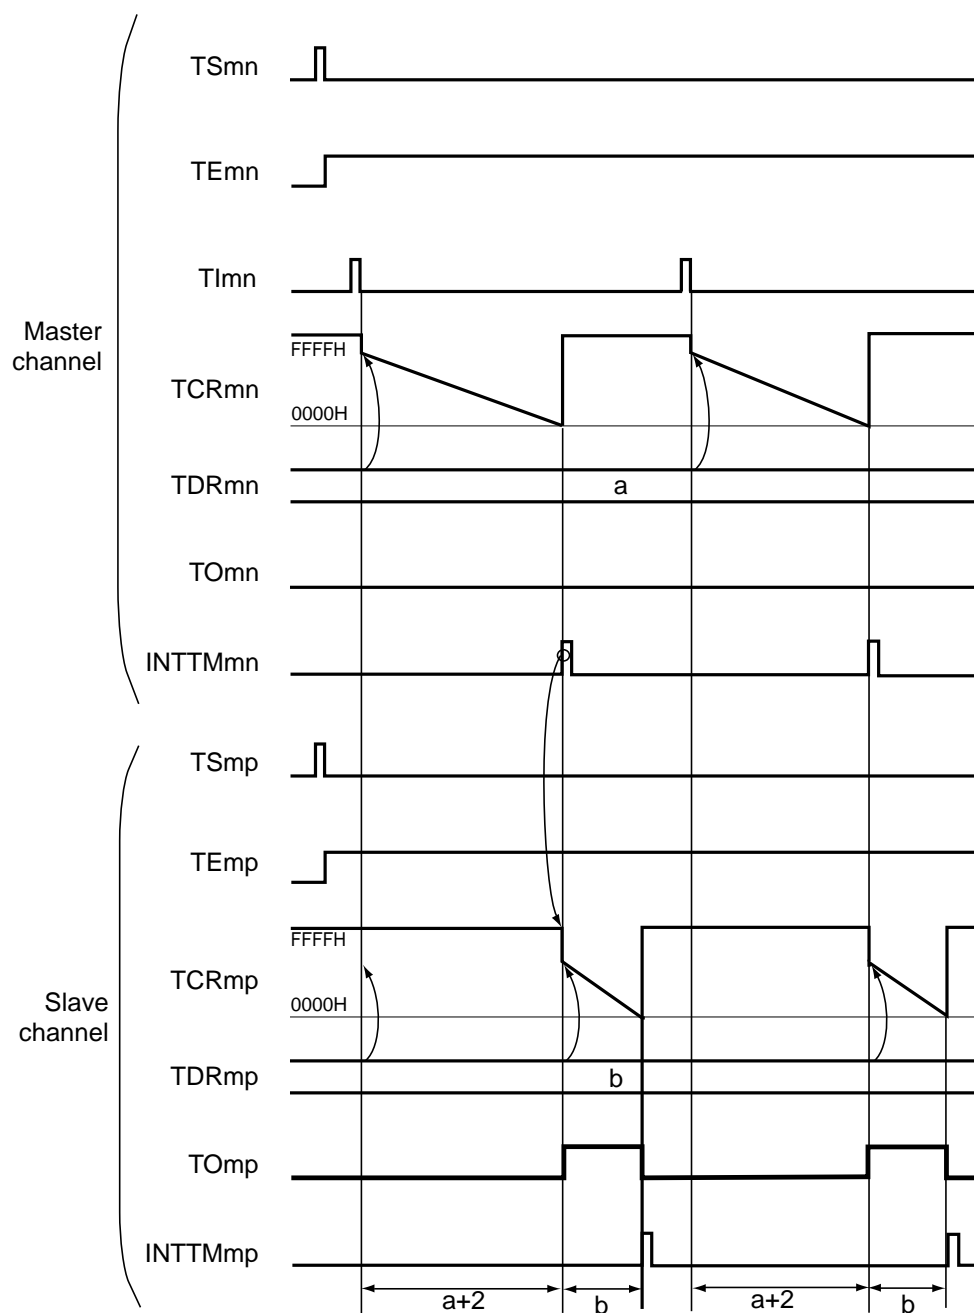 TSmn
TEmn
TImn
Master
channel
FFFFH
TCRmn
0000H
TDRmn
a
TOmn
INTTMmn
TSmp
TEmp
FFFFH
TCRmp
Slave
channel
0000H
TDRmp
b
TOmp
INTTMmp
a+2 b a+2 b